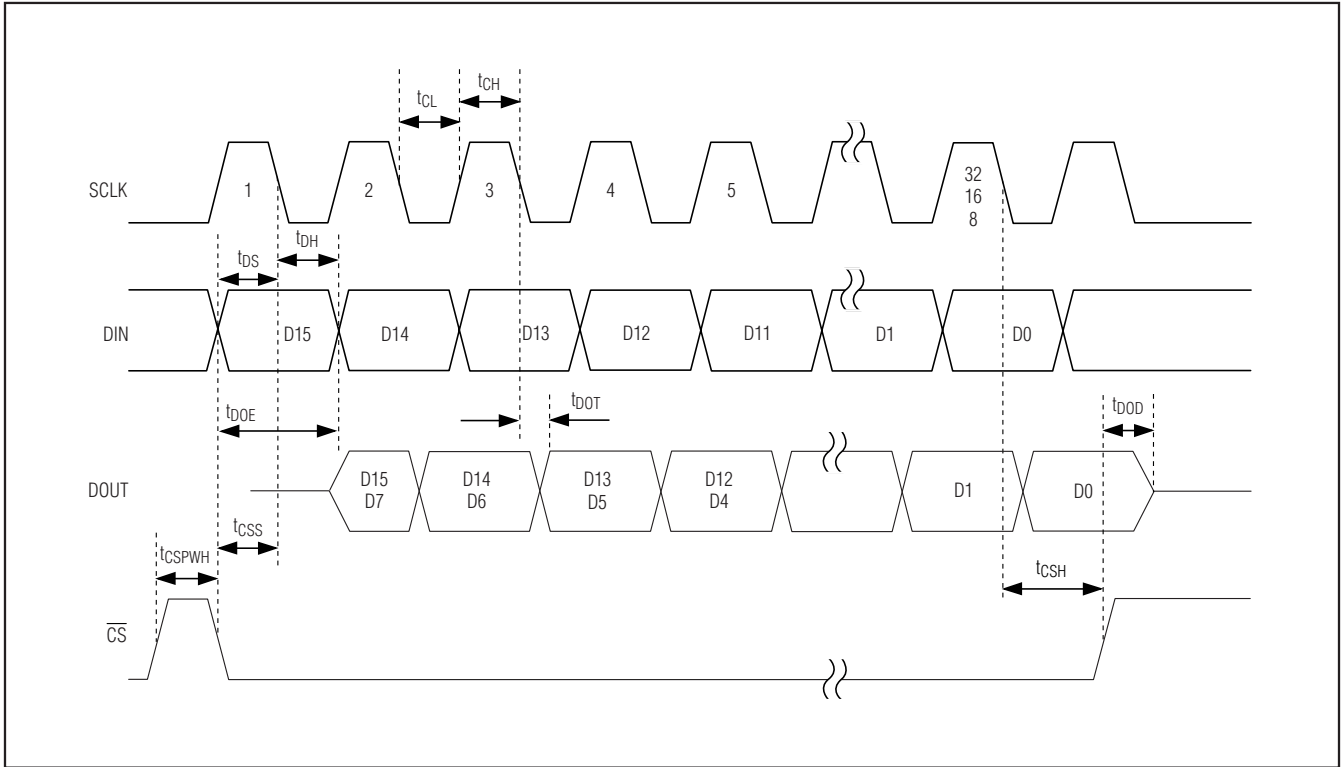 tCL
tCH
SCLK
1
2
3
4
5
32
16
8
tDS
tDH
DIN
D15
D14
D13
D12
D11
D1
D0
tDOE
tDOT
tDOD
DOUT
D15
D7
D14
D6
D13
D5
D12
D4
D1
D0
tCSPWH
tCSS
tCSH
C̅S̅